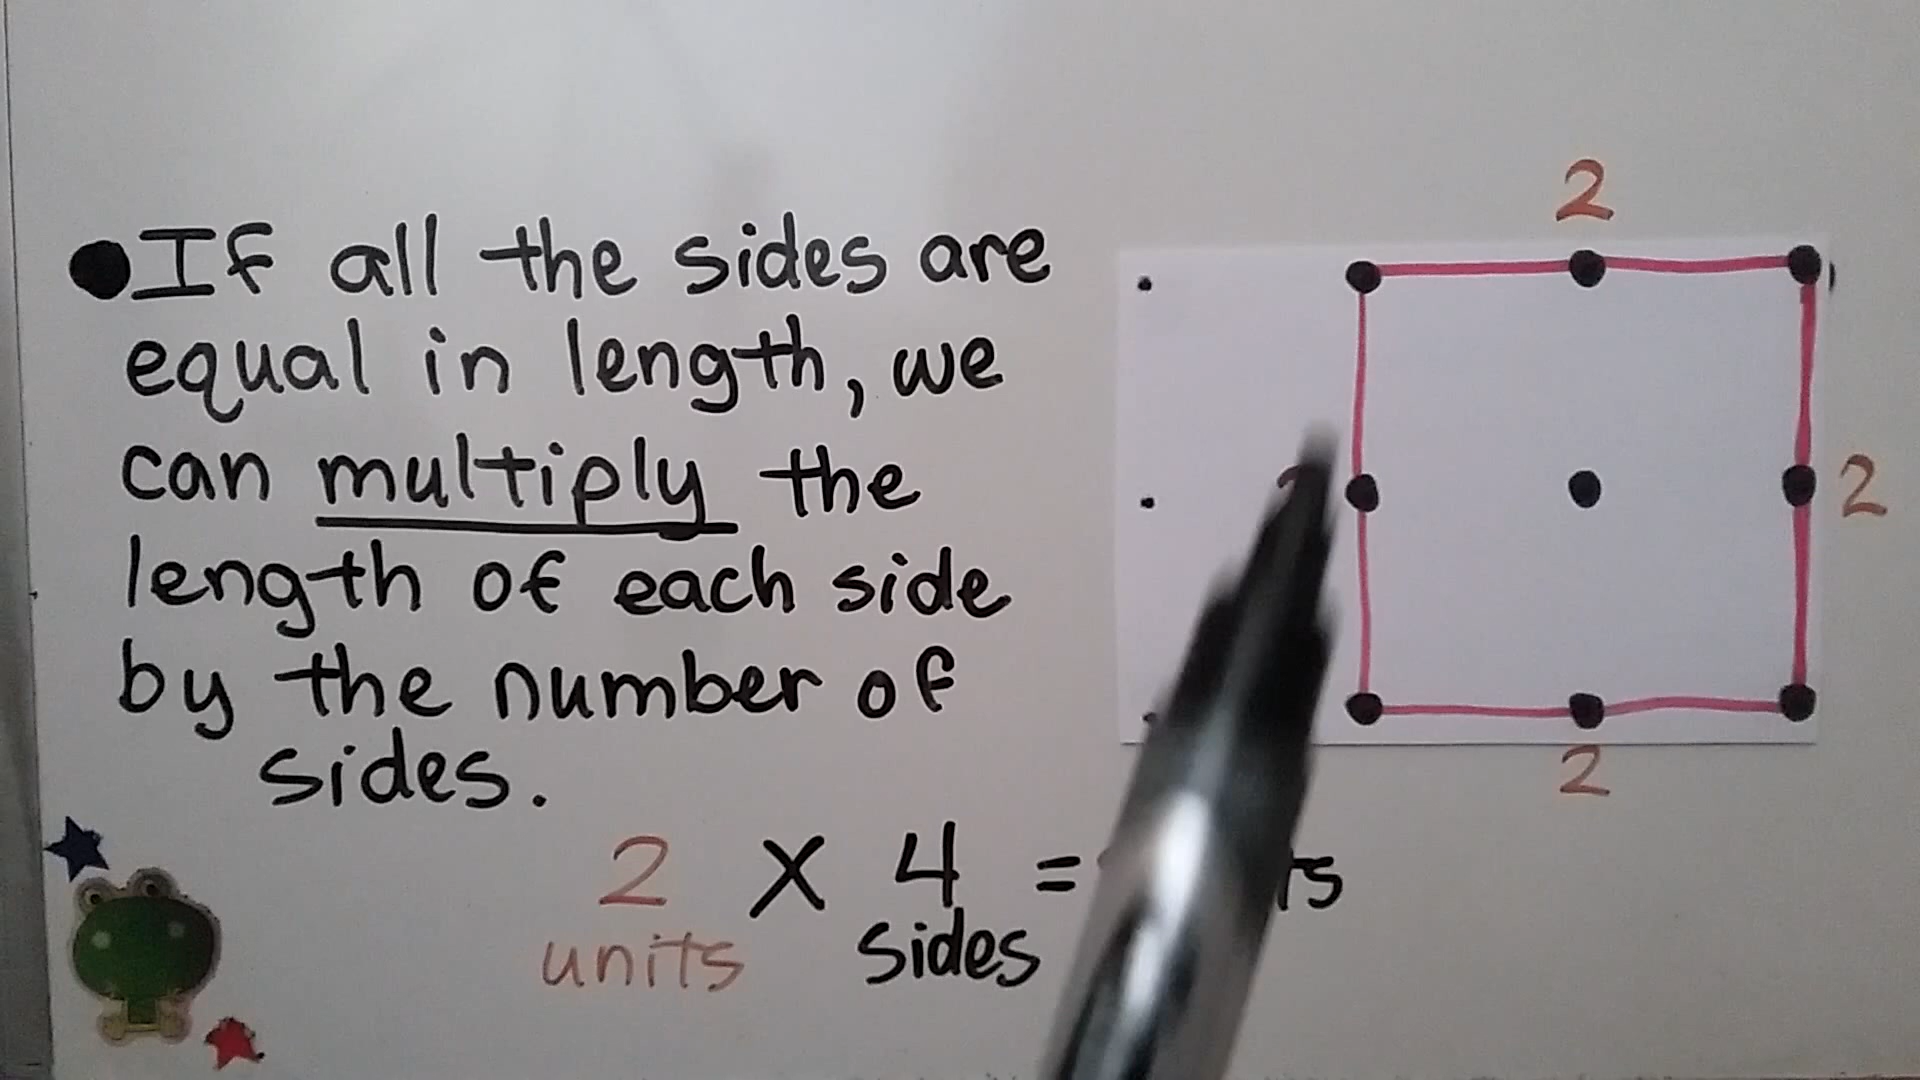 ●If all the sides are
equal in length, we
can multiply the
length of each side
by the number of
sides.
2
2
2
2 X 4 =
units sides